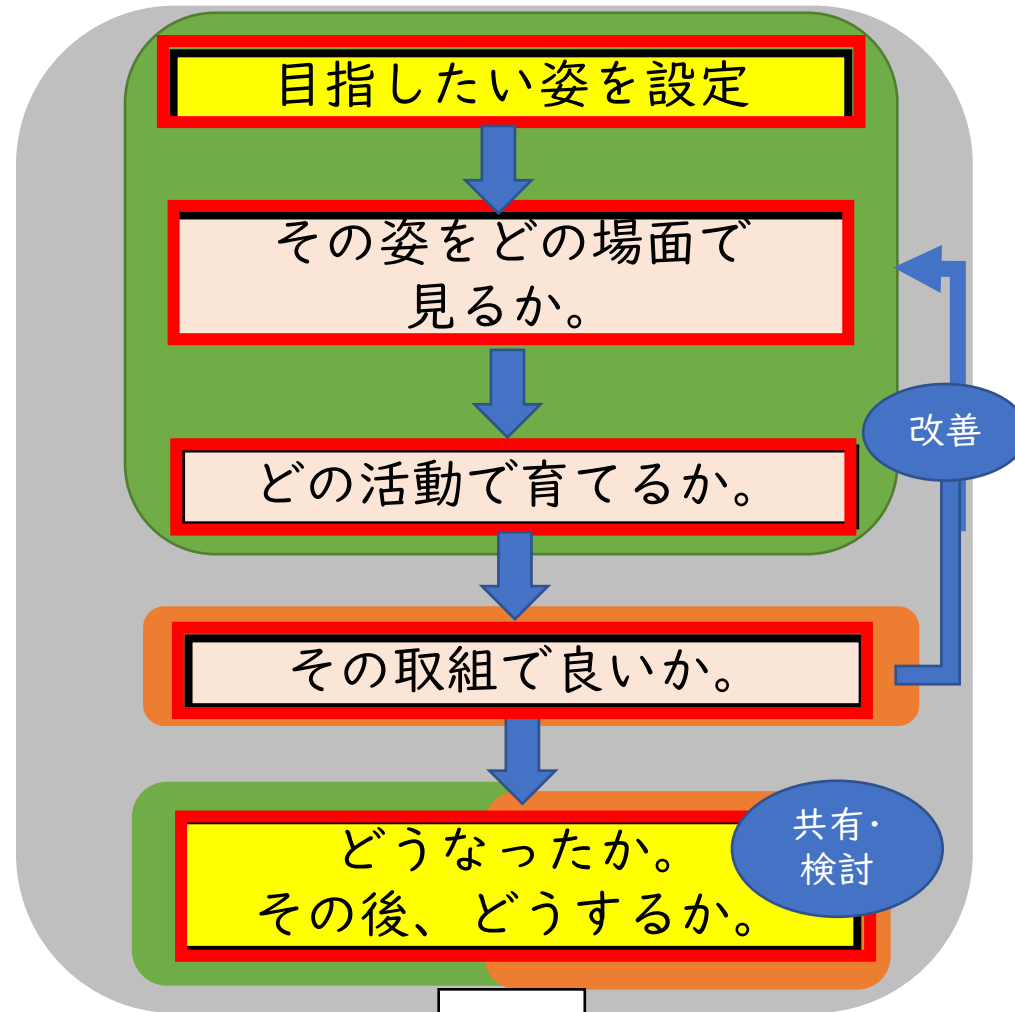 目指したい姿を設定
その姿をどの場面で
見るか。
どの活動で育てるか。
改善
その取組で良いか。
どうなったか。
その後、どうするか。
共有・
検討